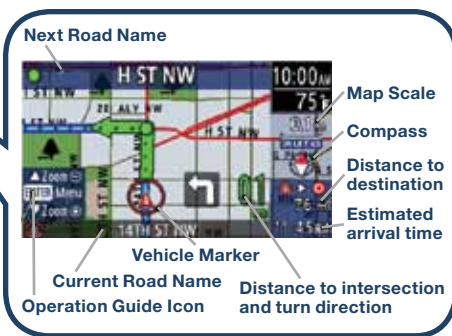 Next Road Name
H ST NW
10:00AM
75
Map Scale
ALY NW
H ST NW
Compass
▲Zoom
ENTER Menu
▼Zoom
Distance to
destination
Estimated
arrival time
14TH ST NW
Vehicle Marker
Current Road Name
Distance to intersection
and turn direction
Operation Guide Icon